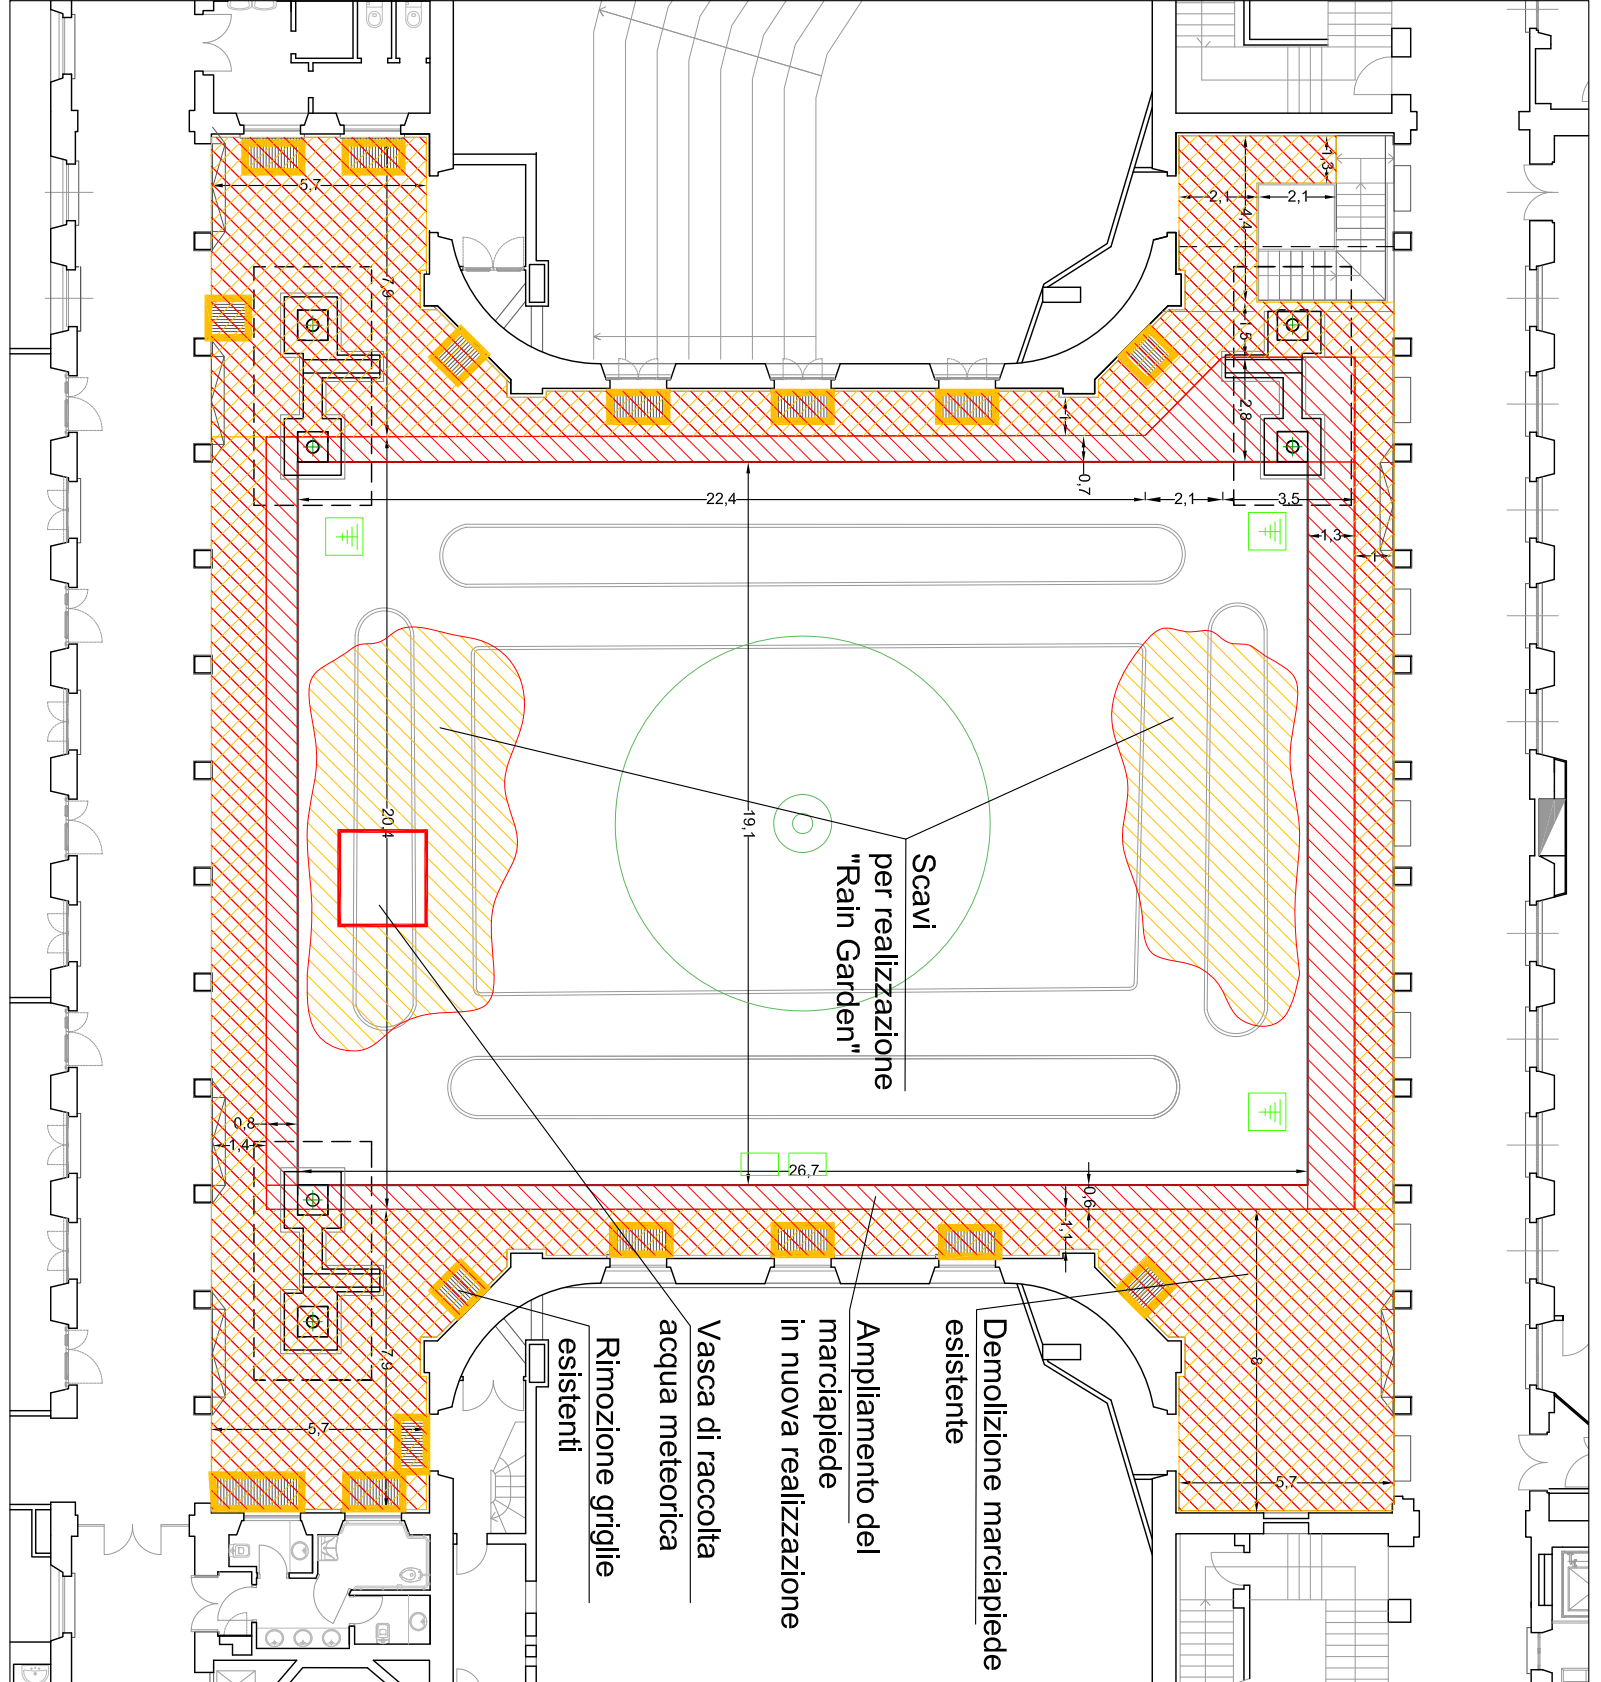 Scavi
per realizzazione
"Rain Garden"
Demolizione marciapiede
esistente
Ampliamento del
marciapiede
in nuova realizzazione
Vasca di raccolta
acqua meteorica
Rimozione griglie
esistenti
5,7
7,9
2,1
2,1
1,3
4,4
1,5
2,8
1
0,7
22,4
2,1
3,5
1,3
1
20,4
19,1
0,8
1,4
26,7
0,6
1,1
7,9
5,7
8
5,7